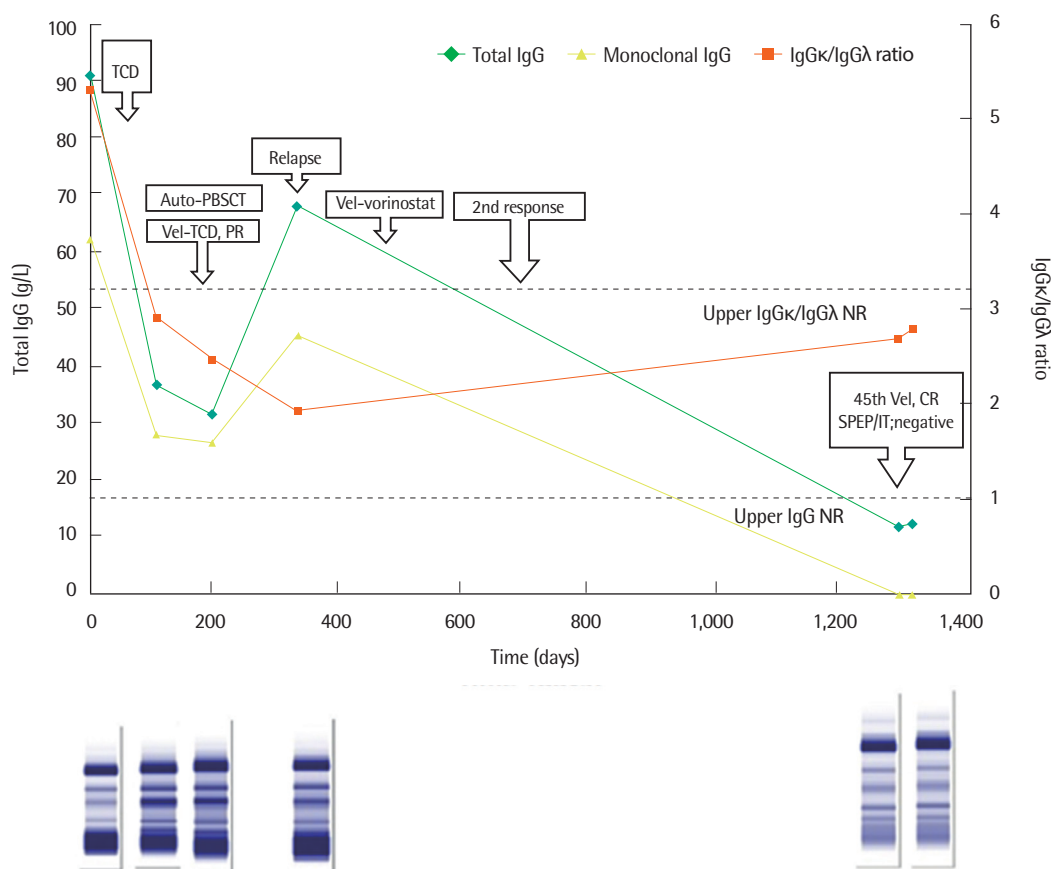 100
90
80
70
60
50
40
30
20
10
0
Total IgG (g/L)
Total IgG
Monoclonal IgG
IgGκ/IgGλ ratio
TCD
Auto-PBSCT
Vel-TCD, PR
Relapse
Vel-vorinostat
2nd response
Upper IgGκ/IgGλ NR
45th Vel, CR
SPEP/IT;negative
Upper IgG NR
6
5
4
3
2
1
0
IgGκ/IgGλ ratio
0
200
400
600
800
1,000
1,200
1,400
Time (days)